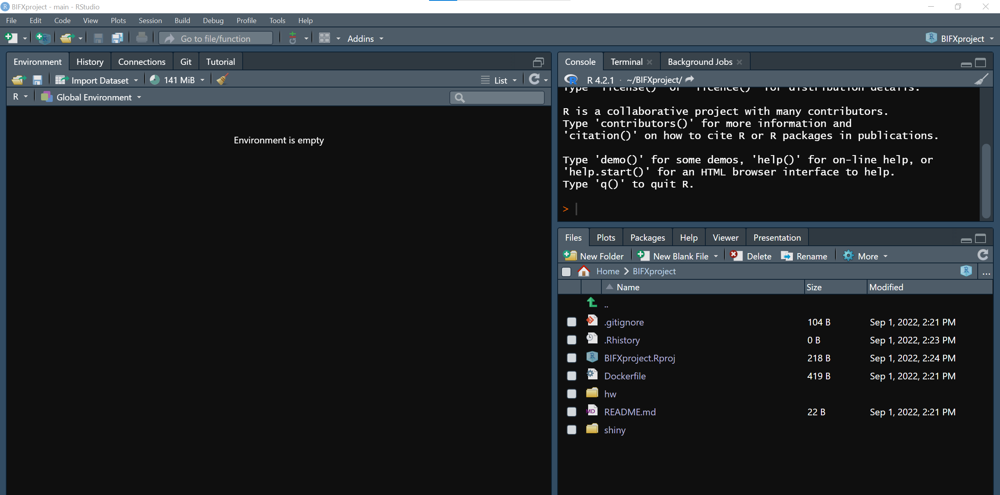 BIFXproject - main - RStudio
File Edit Code View Plots Session Build Debug Profile Tools Help
Go to file/function Addins BIFXproject
Environment History Connections Git Tutorial
Import Dataset 141 MiB List
R Global Environment
Environment is empty
Console Terminal Background Jobs
R 4.2.1 · ~/BIFXproject/
Type 'license()' or 'licence()' for distribution details.
R is a collaborative project with many contributors.
Type 'contributors()' for more information and
'citation()' on how to cite R or R packages in publications.
Type 'demo()' for some demos, 'help()' for on-line help, or
'help.start()' for an HTML browser interface to help.
Type 'q()' to quit R.
>
Files Plots Packages Help Viewer Presentation
New Folder New Blank File Delete Rename More
Home BIFXproject ...
Name Size Modified
..
.gitignore 104 B Sep 1, 2022, 2:21 PM
.Rhistory 0 B Sep 1, 2022, 2:23 PM
BIFXproject.Rproj 218 B Sep 1, 2022, 2:24 PM
Dockerfile 419 B Sep 1, 2022, 2:21 PM
hw
README.md 22 B Sep 1, 2022, 2:21 PM
shiny